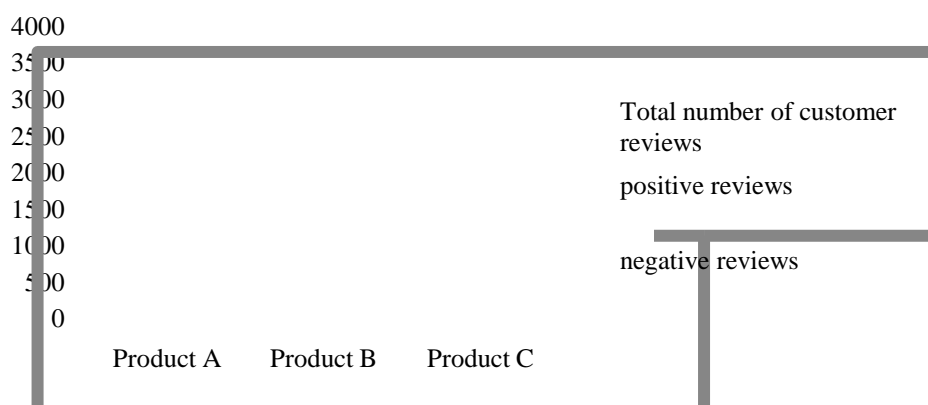 4000
3500
3000
2500
2000
1500
1000
500
0
Total number of customer
reviews
positive reviews
negative reviews
Product A Product B Product C